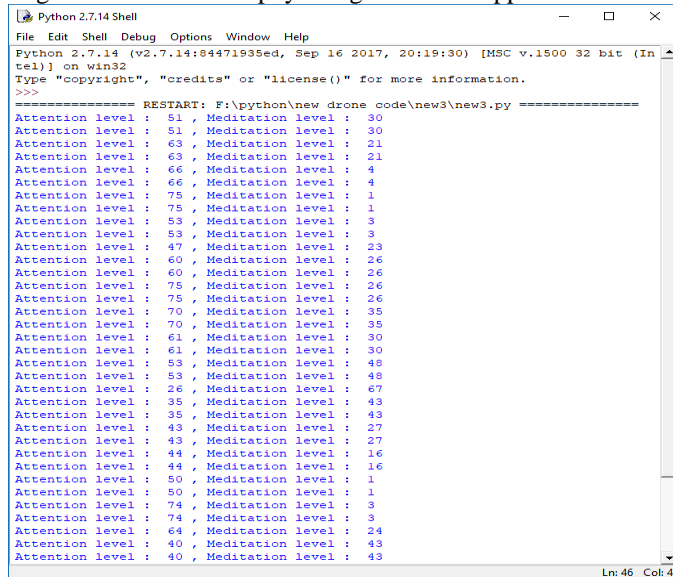 Python 2.7.14 Shell
File Edit Shell Debug Options Window Help
Python 2.7.14 (v2.7.14:84471935ed, Sep 16 2017, 20:19:30) [MSC v.1500 32 bit (In
tel)] on win32
Type "copyright", "credits" or "license()" for more information.
>>>
=============== RESTART: F:\python\new drone code\new3\new3.py ===============
Attention level : 51 , Meditation level : 30
Attention level : 51 , Meditation level : 30
Attention level : 63 , Meditation level : 21
Attention level : 63 , Meditation level : 21
Attention level : 66 , Meditation level : 4
Attention level : 66 , Meditation level : 4
Attention level : 75 , Meditation level : 1
Attention level : 75 , Meditation level : 1
Attention level : 53 , Meditation level : 3
Attention level : 53 , Meditation level : 3
Attention level : 47 , Meditation level : 23
Attention level : 60 , Meditation level : 26
Attention level : 60 , Meditation level : 26
Attention level : 75 , Meditation level : 26
Attention level : 75 , Meditation level : 26
Attention level : 70 , Meditation level : 35
Attention level : 70 , Meditation level : 35
Attention level : 61 , Meditation level : 30
Attention level : 61 , Meditation level : 30
Attention level : 53 , Meditation level : 48
Attention level : 53 , Meditation level : 48
Attention level : 26 , Meditation level : 67
Attention level : 35 , Meditation level : 43
Attention level : 35 , Meditation level : 43
Attention level : 43 , Meditation level : 27
Attention level : 43 , Meditation level : 27
Attention level : 44 , Meditation level : 16
Attention level : 44 , Meditation level : 16
Attention level : 50 , Meditation level : 1
Attention level : 50 , Meditation level : 1
Attention level : 74 , Meditation level : 3
Attention level : 74 , Meditation level : 3
Attention level : 64 , Meditation level : 24
Attention level : 40 , Meditation level : 43
Attention level : 40 , Meditation level : 43
Ln: 46 Col: 4